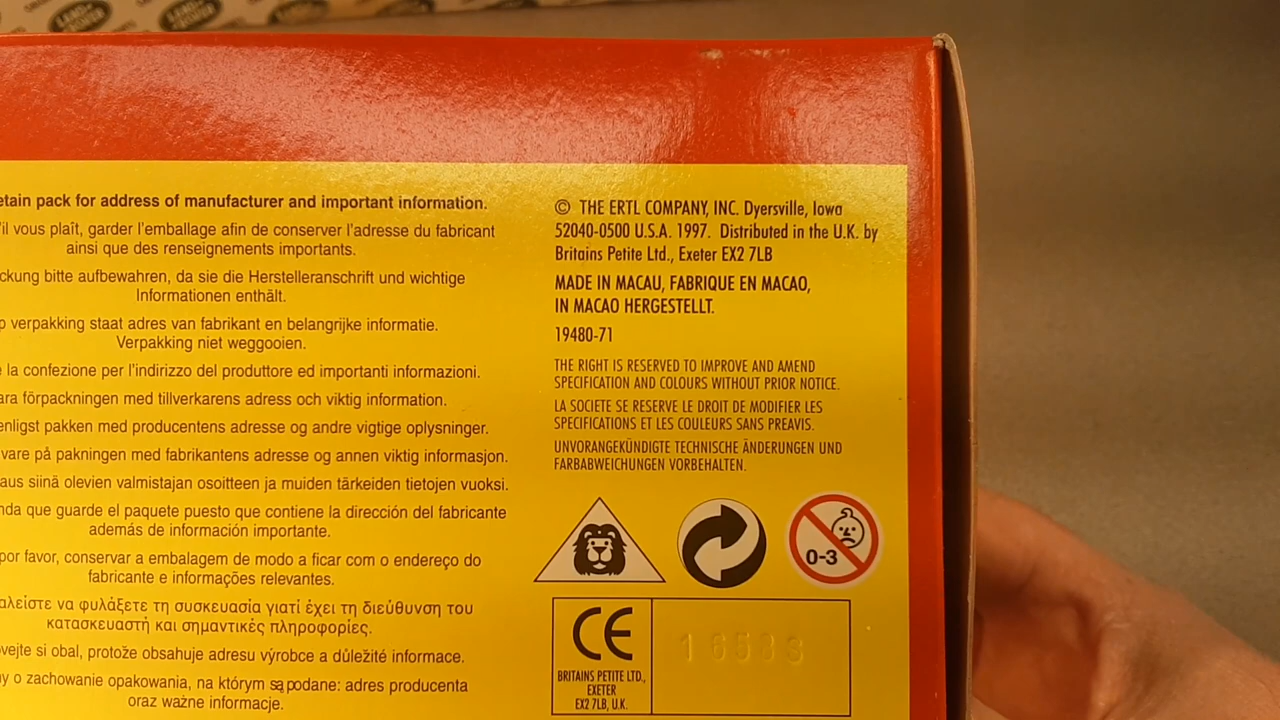 LAND ROVER
LAND ROVER
etain pack for address of manufacturer and important information.
'il vous plaît, garder l'emballage afin de conserver l'adresse du fabricant
ainsi que des renseignements importants.
ckung bitte aufbewahren, da sie die Herstelleranschrift und wichtige
Informationen enthält.
p verpakking staat adres van fabrikant en belangrijke informatie.
Verpakking niet weggooien.
e la confezione per l'indirizzo del produttore ed importanti informazioni.
ara förpackningen med tillverkarens adress och viktig information.
enligst pakken med producentens adresse og andre vigtige oplysninger.
vare på pakningen med fabrikantens adresse og annen viktig informasjon.
aus siinä olevien valmistajan osoitteen ja muiden tärkeiden tietojen vuoksi.
nda que guarde el paquete puesto que contiene la dirección del fabricante
además de información importante.
por favor, conservar a embalagem de modo a ficar com o endereço do
fabricante e informações relevantes.
αλείστε να φυλάξετε τη συσκευασία γιατί έχει τη διεύθυνση του
κατασκευαστή και σημαντικές πληροφορίες.
vejte si obal, protože obsahuje adresu výrobce a důležité informace.
y o zachowanie opakowania, na którym są podane: adres producenta
oraz ważne informacje.
© THE ERTL COMPANY, INC. Dyersville, Iowa
52040-0500 U.S.A. 1997. Distributed in the U.K. by
Britains Petite Ltd., Exeter EX2 7LB
MADE IN MACAU, FABRIQUE EN MACAO,
IN MACAO HERGESTELLT.
19480-71
THE RIGHT IS RESERVED TO IMPROVE AND AMEND
SPECIFICATION AND COLOURS WITHOUT PRIOR NOTICE.
LA SOCIETE SE RESERVE LE DROIT DE MODIFIER LES
SPECIFICATIONS ET LES COULEURS SANS PREAVIS.
UNVORANGEKÜNDIGTE TECHNISCHE ÄNDERUNGEN UND
FARBABWEICHUNGEN VORBEHALTEN.
0-3
CE
BRITAINS PETITE LTD.,
EXETER
EX2 7LB, U.K.